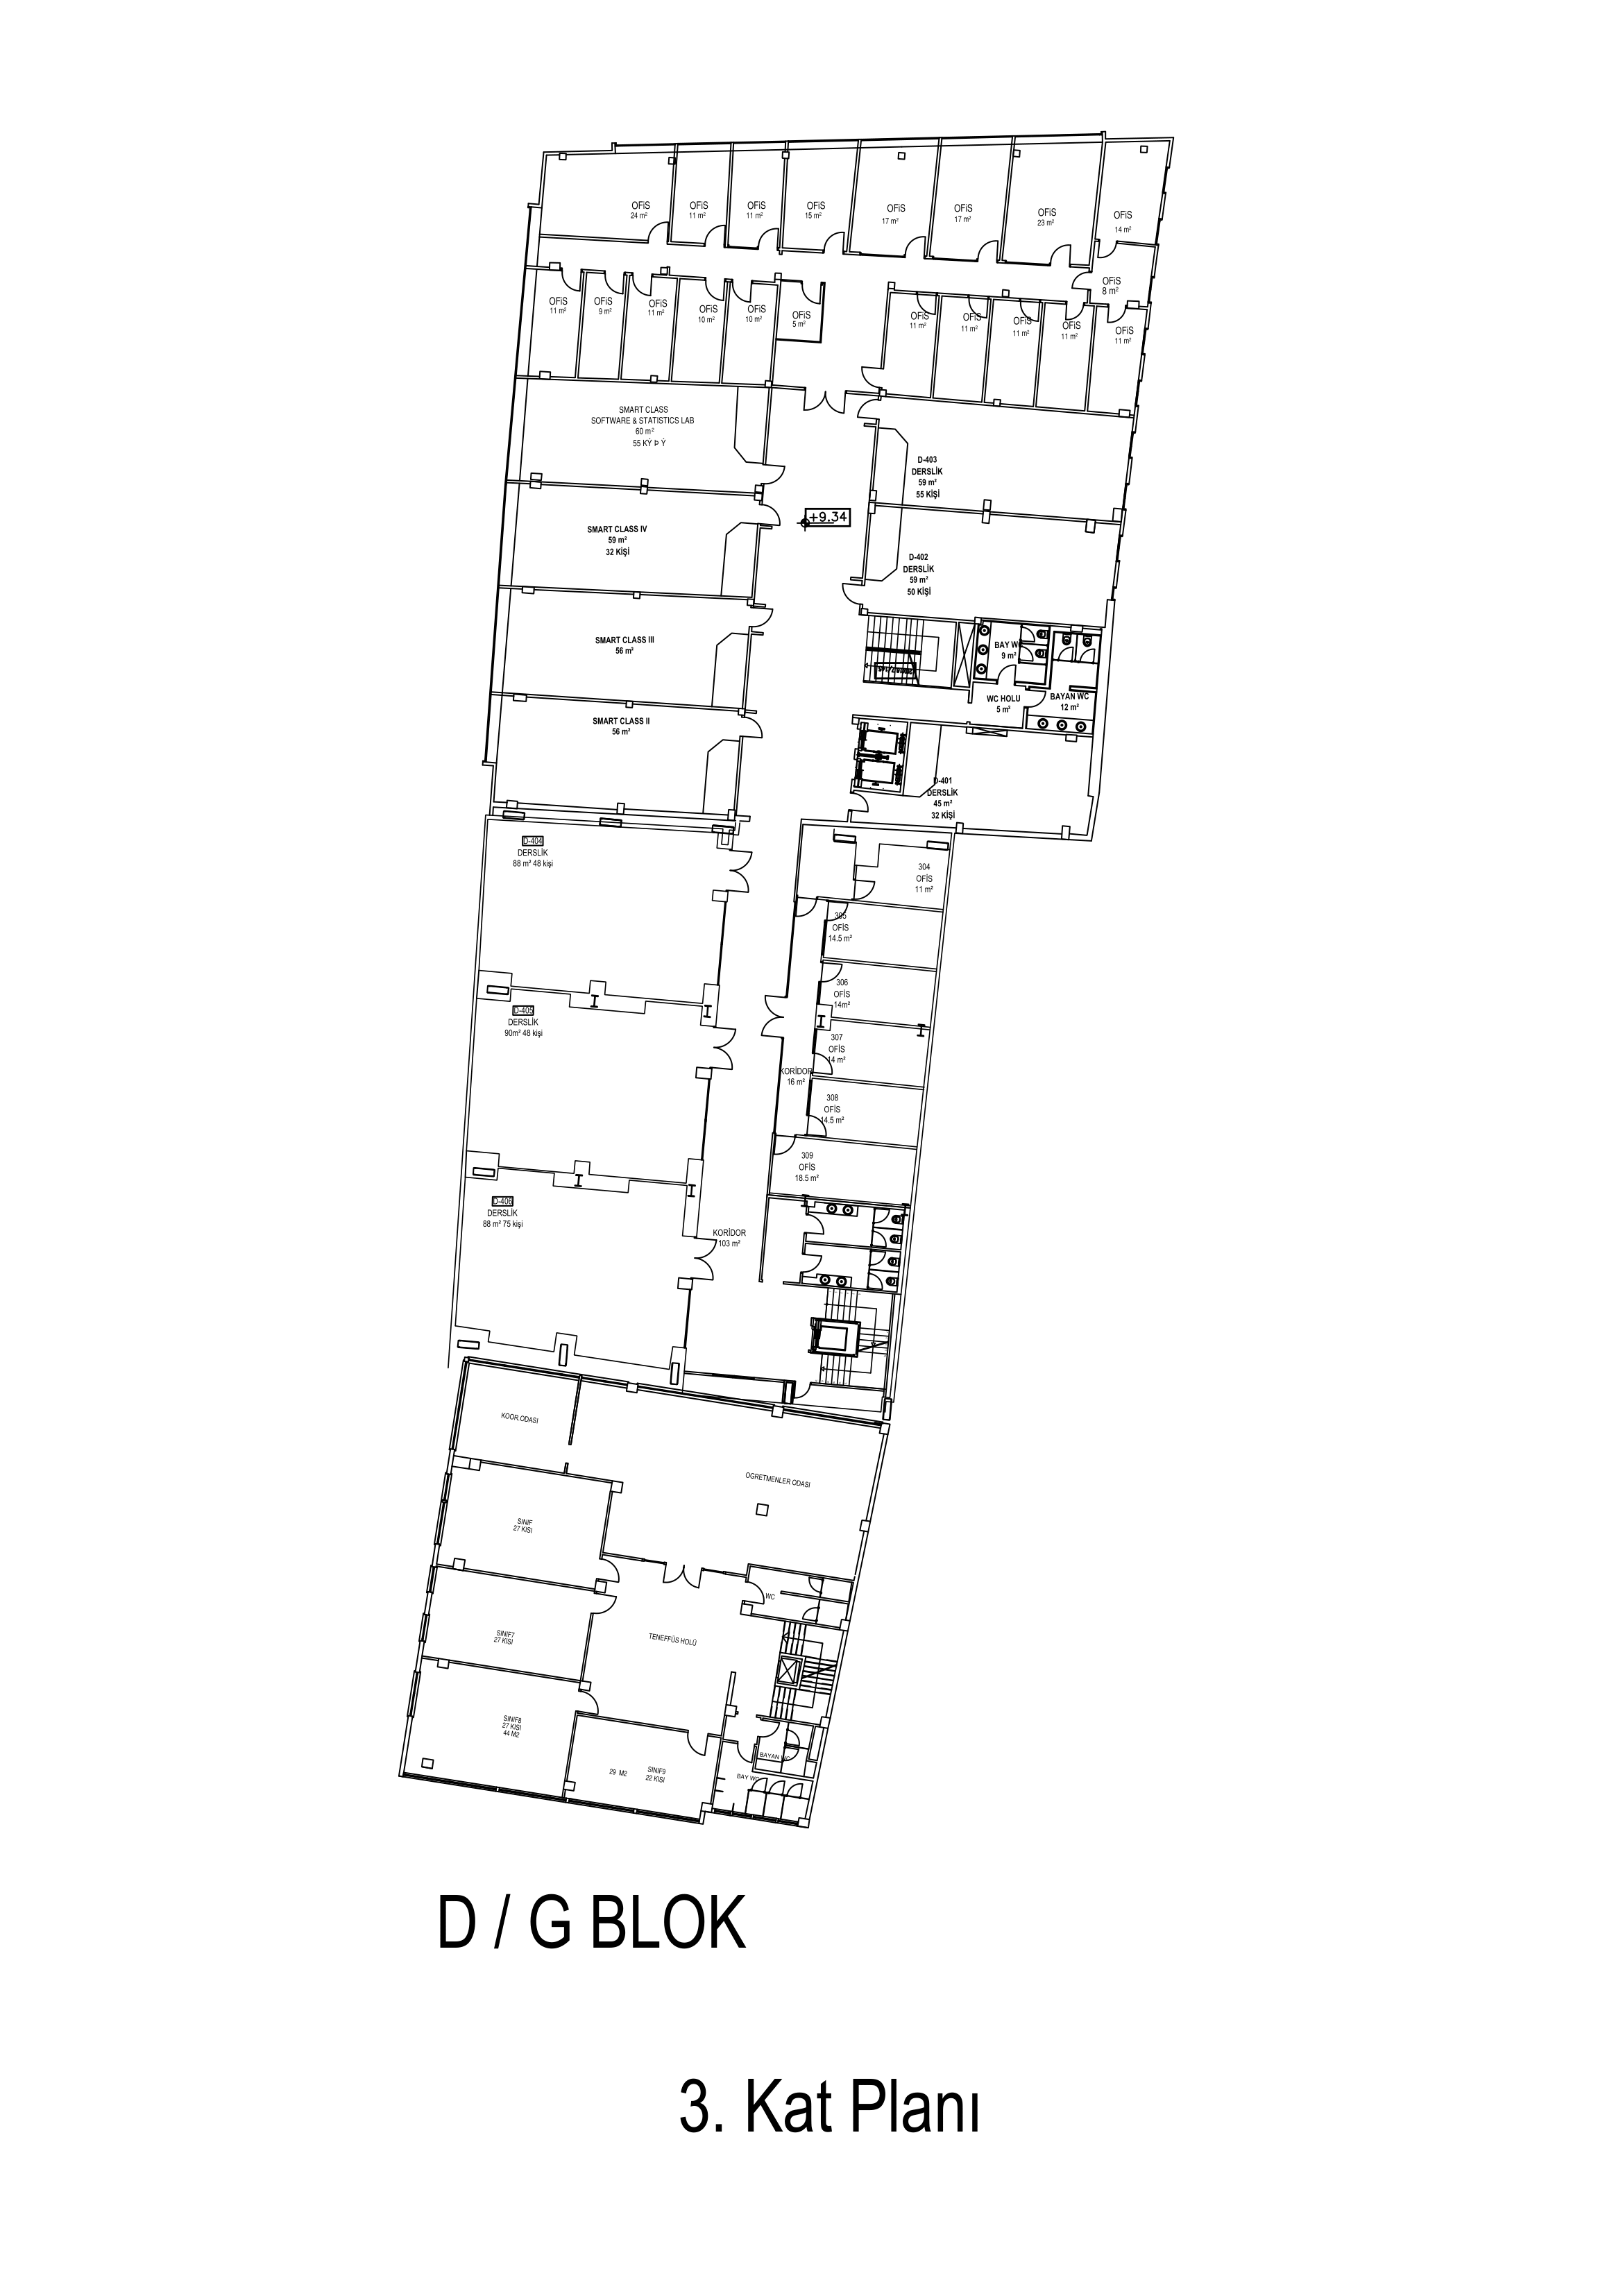 OFiS
24 m²
OFiS
11 m²
OFiS
11 m²
OFiS
15 m²
OFiS
17 m²
OFiS
17 m²
OFiS
23 m²
OFiS
14 m²
OFiS
8 m²
OFiS
11 m²
OFiS
9 m²
OFiS
11 m²
OFiS
10 m²
OFiS
10 m²
OFiS
5 m²
OFiS
11 m²
OFiS
11 m²
OFiS
11 m²
OFiS
11 m²
OFiS
11 m²
SMART CLASS
SOFTWARE & STATISTICS LAB
60 m²
55 KÝ Þ Ý
D-403
DERSLİK
59 m²
55 KİŞİ
+9.34
SMART CLASS IV
59 m²
32 KİŞİ
D-402
DERSLİK
59 m²
50 KİŞİ
SMART CLASS III
56 m²
BAY WC
9 m²
WC HOLU
5 m²
BAYAN WC
12 m²
SMART CLASS II
56 m²
D-401
DERSLİK
45 m²
32 KİŞİ
D-404
DERSLİK
88 m² 48 kişi
304
OFİS
11 m²
305
OFİS
14.5 m²
306
OFİS
14m²
D-405
DERSLİK
90m² 48 kişi
307
OFİS
14 m²
KORİDOR
16 m²
308
OFİS
14.5 m²
309
OFİS
18.5 m²
D-406
DERSLİK
88 m² 75 kişi
KORİDOR
103 m²
KOOR.ODASI
OGRETMENLER ODASI
SINIF
27 KISI
WC
SINIF7
27 KISI
TENEFFÜS HOLÜ
SINIF8
27 KISI
44 M2
29 M2
SINIF9
22 KISI
BAYAN WC
BAY WC
D / G BLOK
3. Kat Planı